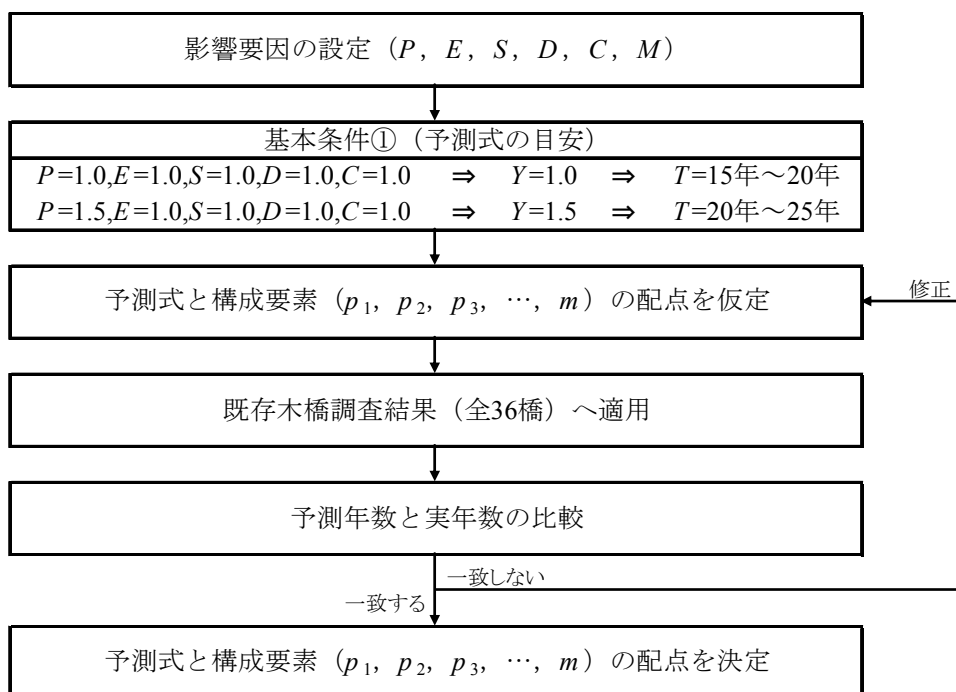 影響要因の設定（P，E，S，D，C，M）
基本条件①（予測式の目安）
P=1.0,E=1.0,S=1.0,D=1.0,C=1.0 ⇒ Y=1.0 ⇒ T=15年～20年
P=1.5,E=1.0,S=1.0,D=1.0,C=1.0 ⇒ Y=1.5 ⇒ T=20年～25年
予測式と構成要素（p1，p2，p3，…，m）の配点を仮定
修正
既存木橋調査結果（全36橋）へ適用
予測年数と実年数の比較
一致しない
一致する
予測式と構成要素（p1，p2，p3，…，m）の配点を決定